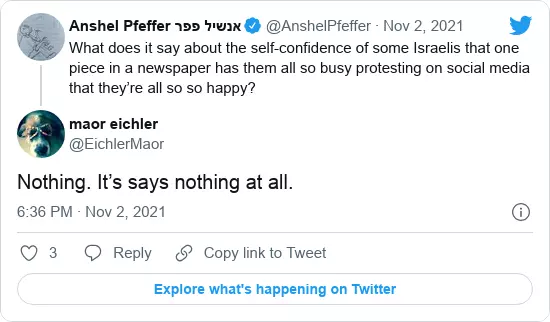 Anshel Pfeffer אנשיל פפר @AnshelPfeffer · Nov 2, 2021
What does it say about the self-confidence of some Israelis that one
piece in a newspaper has them all so busy protesting on social media
that they're all so so happy?
maor eichler
@EichlerMaor
Nothing. It's says nothing at all.
6:36 PM · Nov 2, 2021
3 Reply Copy link to Tweet
Explore what's happening on Twitter